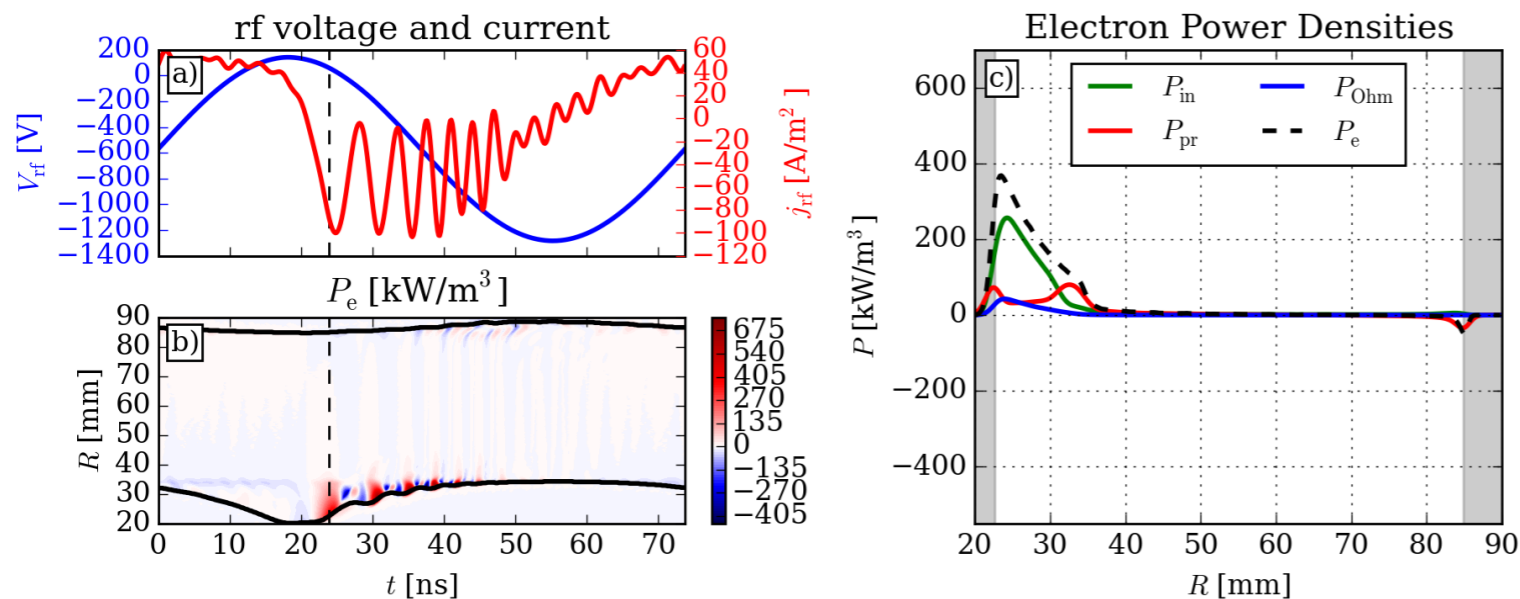 rf voltage and current
a)
200
0
−200
−400
−600
−800
−1000
−1200
−1400
V_rf [V]
60
40
20
0
−20
−40
−60
−80
−100
−120
j_rf [A/m²]
P_e [kW/m³]
b)
90
80
70
60
50
40
30
20
R [mm]
0 10 20 30 40 50 60 70
t [ns]
675
540
405
270
135
0
−135
−270
−405
Electron Power Densities
c)
P_in
P_pr
P_Ohm
P_e
600
400
200
0
−200
−400
P [kW/m³]
20 30 40 50 60 70 80 90
R [mm]